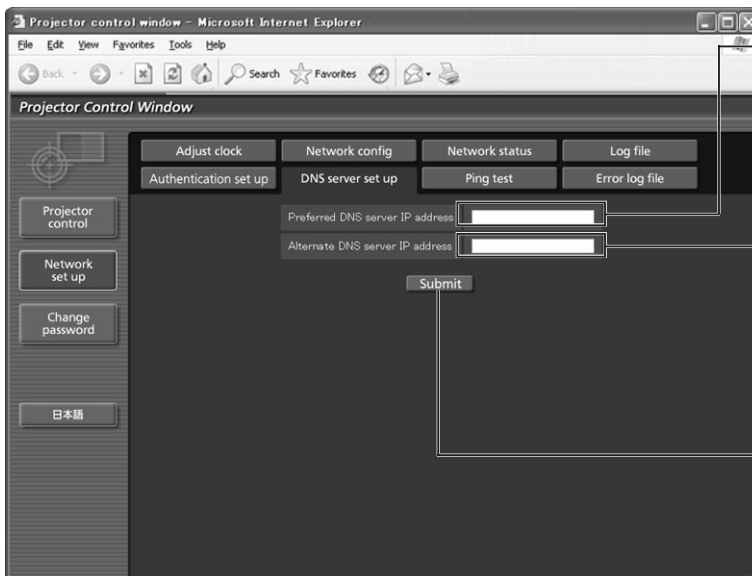 Projector control window - Microsoft Internet Explorer
File Edit View Favorites Tools Help
Back Search Favorites
Projector Control Window
Adjust clock Network config Network status Log file
Authentication set up DNS server set up Ping test Error log file
Projector
control
Preferred DNS server IP address
Alternate DNS server IP address
Network
set up
Submit
Change
password
日本語